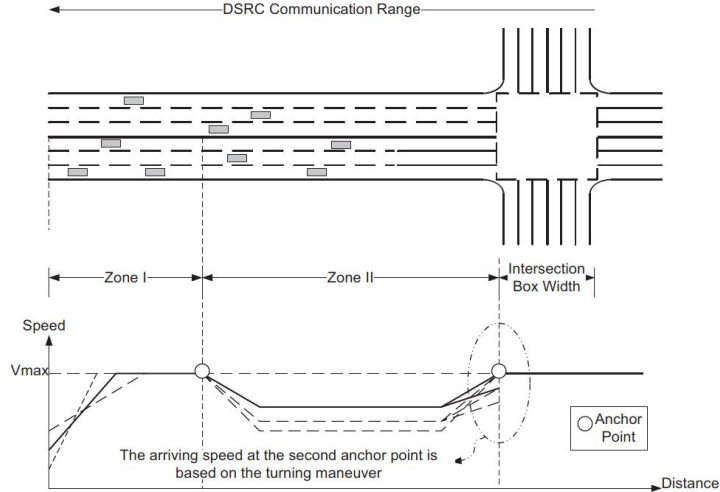 DSRC Communication Range
Zone I
Zone II
Intersection
Box Width
Speed
Vmax
Anchor
Point
The arriving speed at the second anchor point is
based on the turning maneuver
Distance